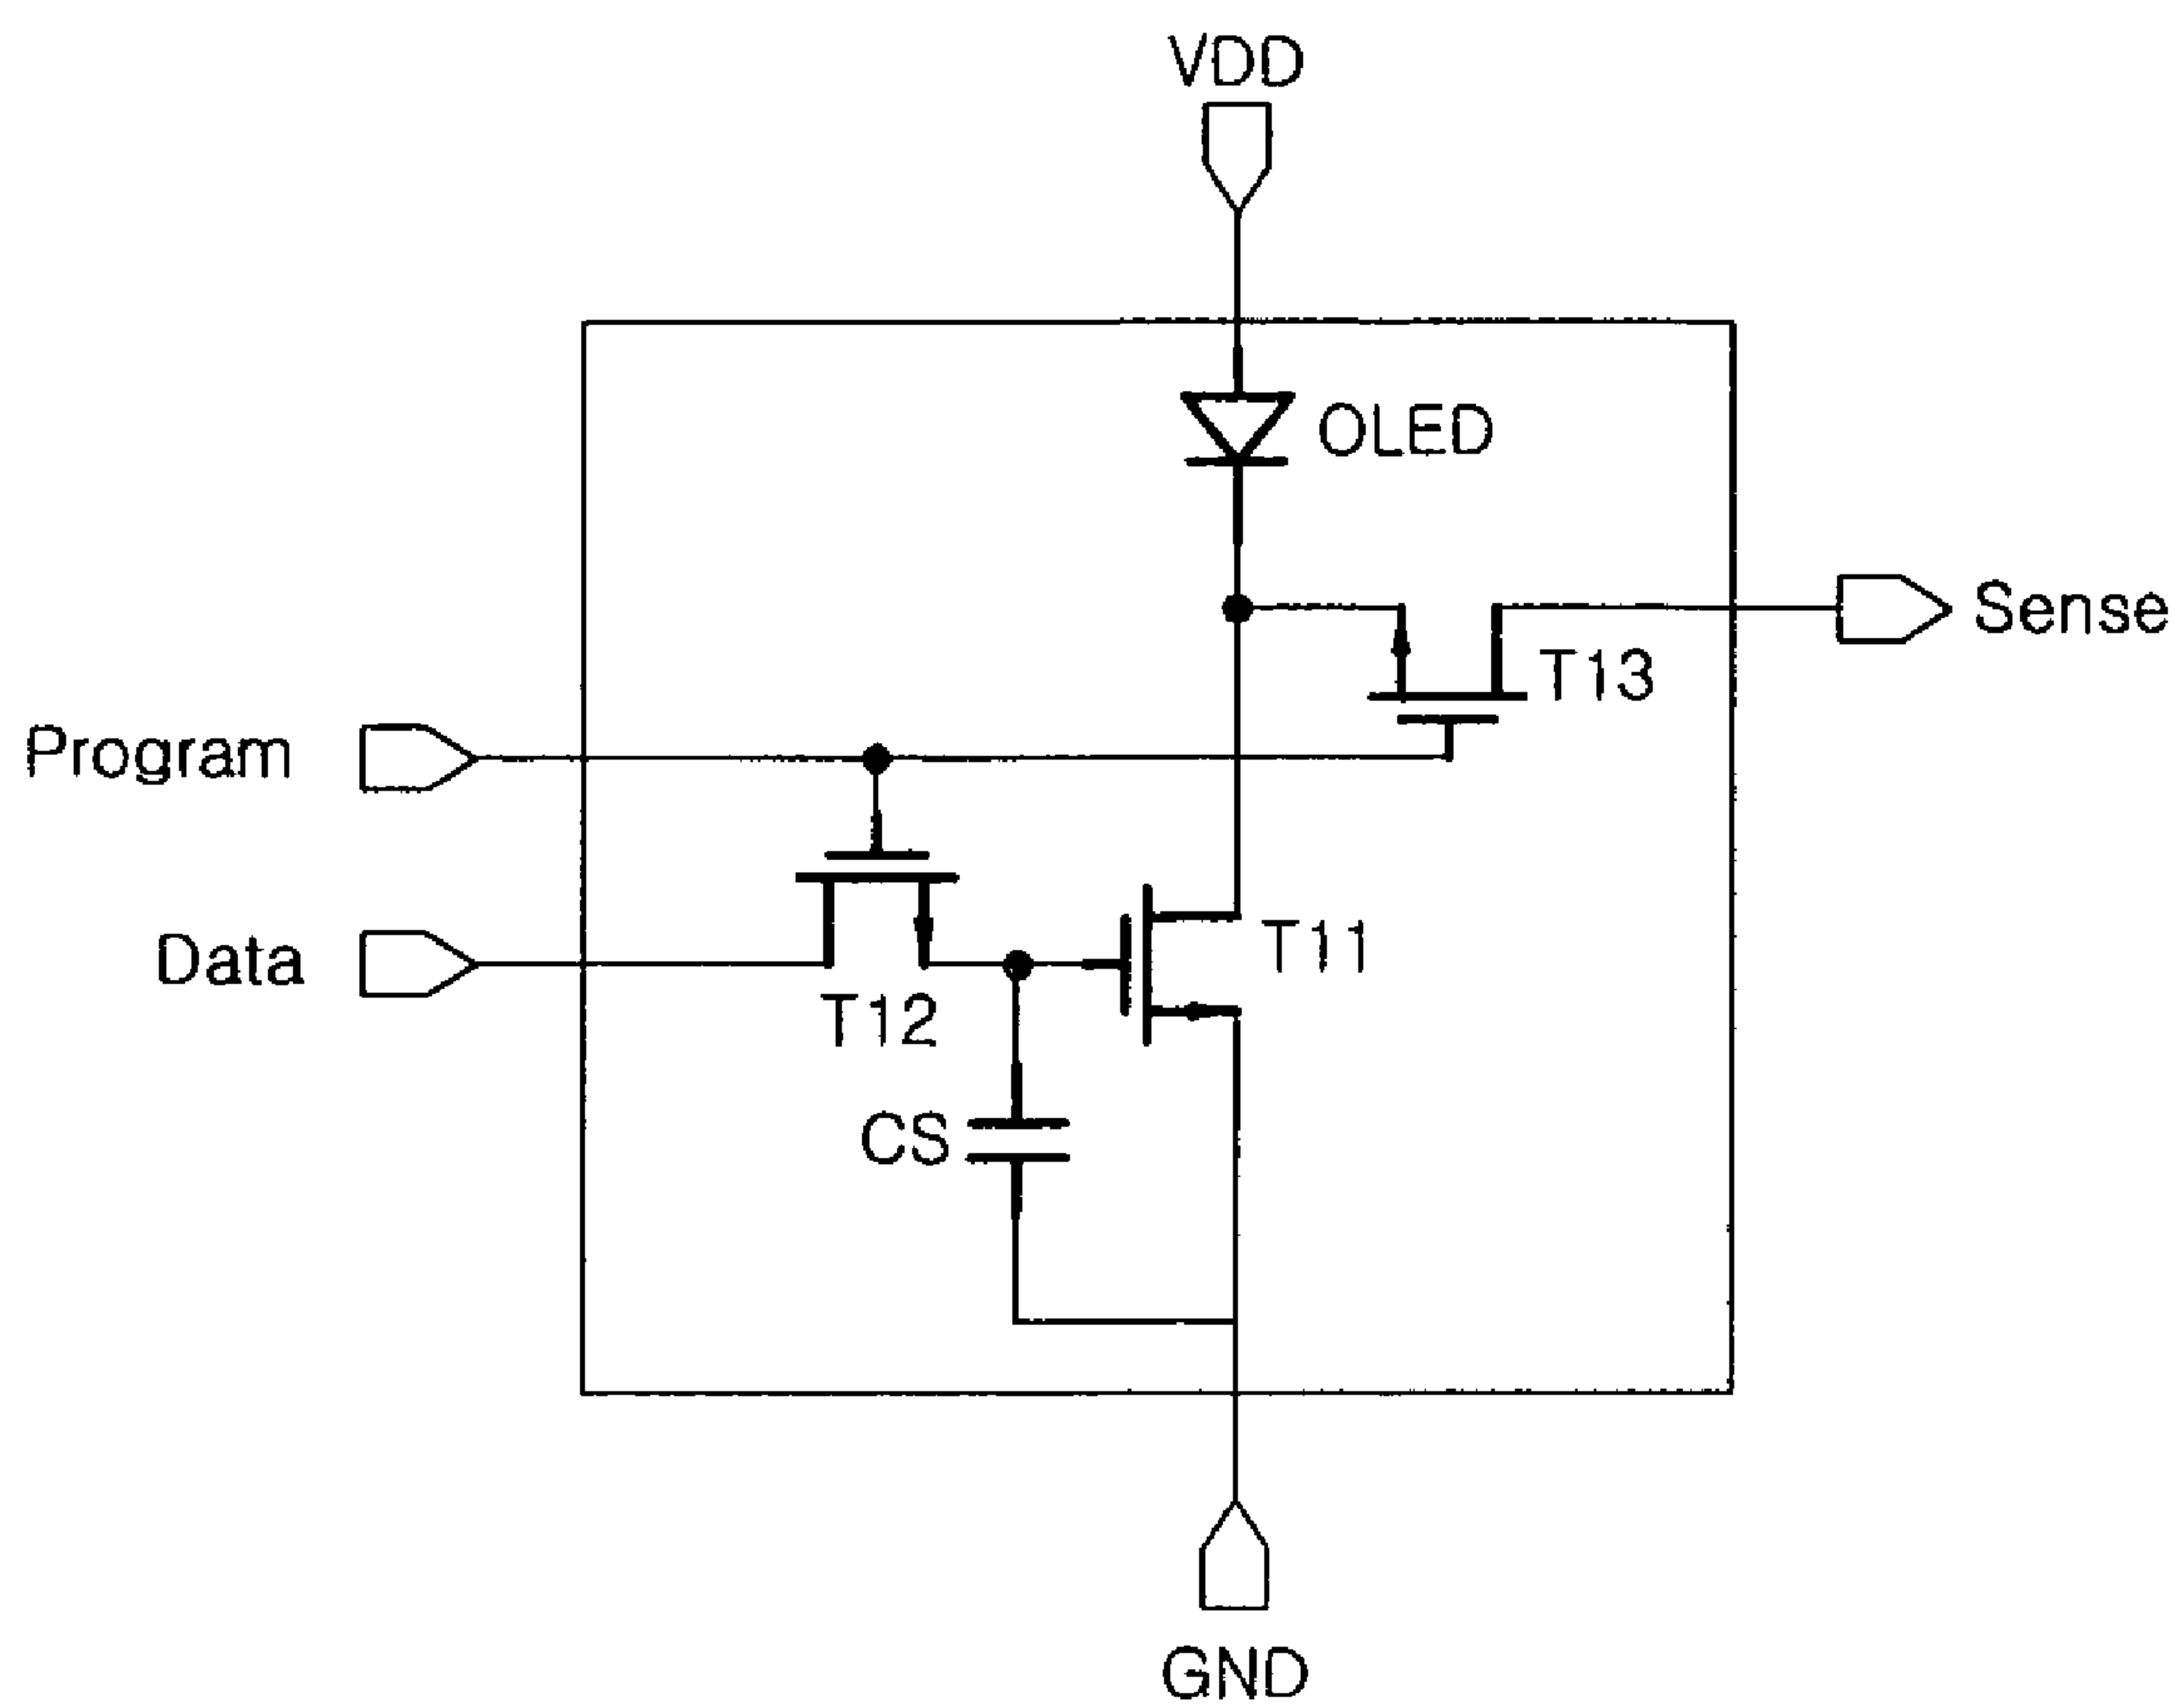 VDD
OLED
Sense
T13
Program
Data
T11
T12
CS
GND